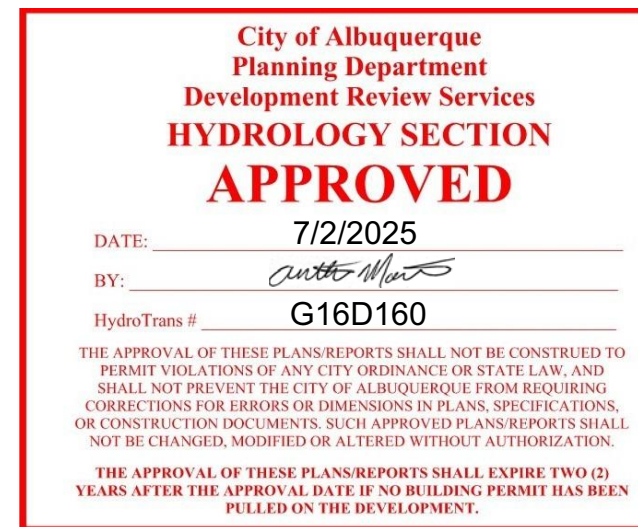 City of Albuquerque
Planning Department
Development Review Services
HYDROLOGY SECTION
APPROVED
DATE: 7/2/2025
BY:
HydroTrans # G16D160
THE APPROVAL OF THESE PLANS/REPORTS SHALL NOT BE CONSTRUED TO
PERMIT VIOLATIONS OF ANY CITY ORDINANCE OR STATE LAW, AND
SHALL NOT PREVENT THE CITY OF ALBUQUERQUE FROM REQUIRING
CORRECTIONS FOR ERRORS OR DIMENSIONS IN PLANS, SPECIFICATIONS,
OR CONSTRUCTION DOCUMENTS. SUCH APPROVED PLANS/REPORTS SHALL
NOT BE CHANGED, MODIFIED OR ALTERED WITHOUT AUTHORIZATION.
THE APPROVAL OF THESE PLANS/REPORTS SHALL EXPIRE TWO (2)
YEARS AFTER THE APPROVAL DATE IF NO BUILDING PERMIT HAS BEEN
PULLED ON THE DEVELOPMENT.